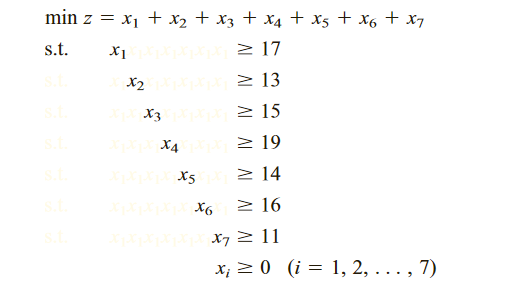 min z = x₁ + x₂ + x₃ + x₄ + x₅ + x₆ + x₇
s.t. x₁ ≥ 17
x₂ ≥ 13
x₃ ≥ 15
x₄ ≥ 19
x₅ ≥ 14
x₆ ≥ 16
x₇ ≥ 11
xᵢ ≥ 0 (i = 1, 2, . . . , 7)